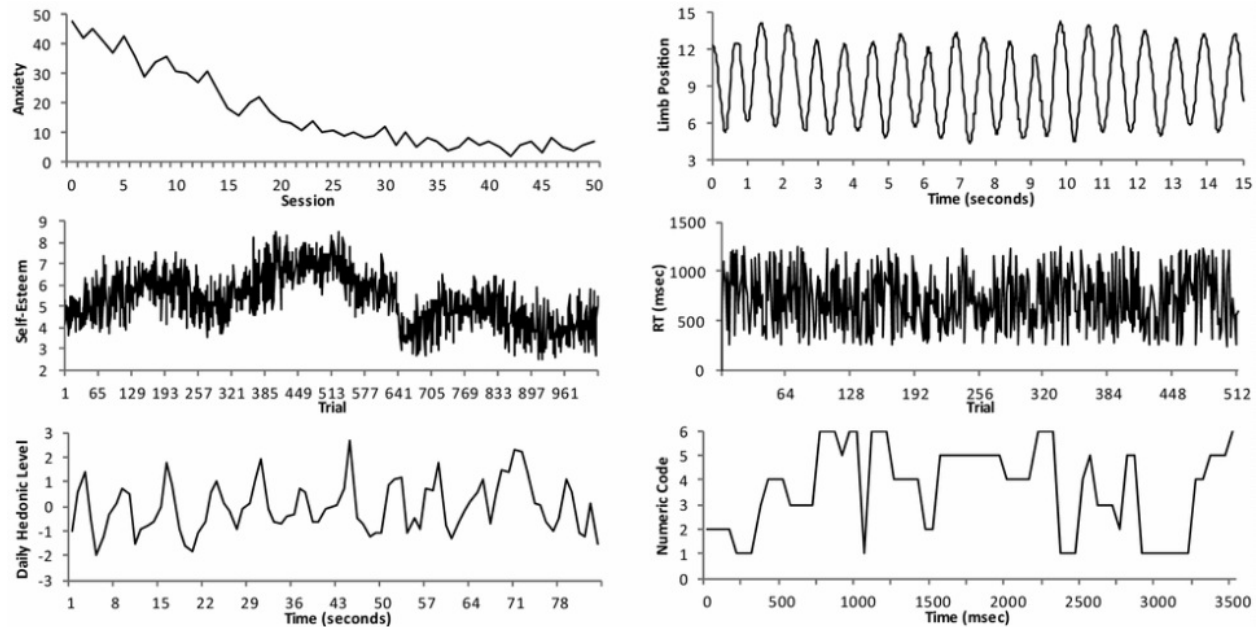 Anxiety
50
40
30
20
10
0
0 5 10 15 20 25 30 35 40 45 50
Session
Limb Position
15
12
9
6
3
0 1 2 3 4 5 6 7 8 9 10 11 12 13 14 15
Time (seconds)
Self-Esteem
9
8
7
6
5
4
3
2
1 65 129 193 257 321 385 449 513 577 641 705 769 833 897 961
Trial
RT (msec)
1500
1000
500
0
64 128 192 256 320 384 448 512
Trial
Daily Hedonic Level
3
2
1
0
-1
-2
-3
1 8 15 22 29 36 43 50 57 64 71 78
Time (seconds)
Numeric Code
6
5
4
3
2
1
0
0 500 1000 1500 2000 2500 3000 3500
Time (msec)